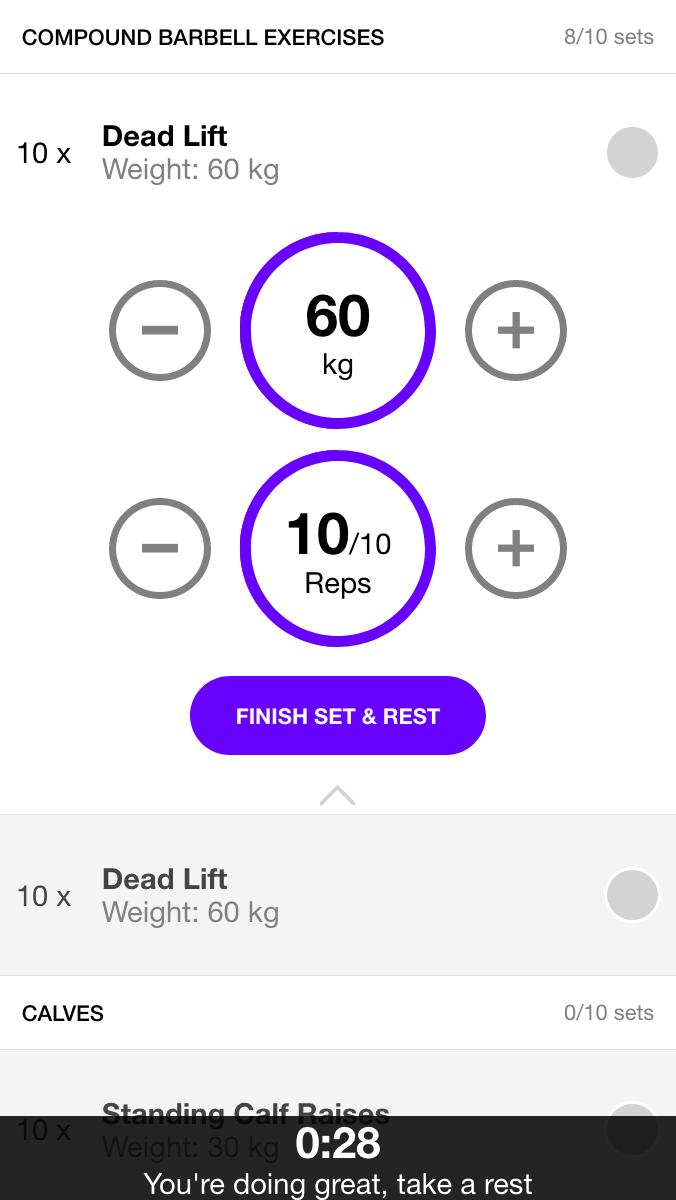 COMPOUND BARBELL EXERCISES 8/10 sets
10 x Dead Lift
Weight: 60 kg
60
kg
10/10
Reps
FINISH SET & REST
10 x Dead Lift
Weight: 60 kg
CALVES 0/10 sets
10 x Standing Calf Raises
Weight: 30 kg
0:28
You're doing great, take a rest